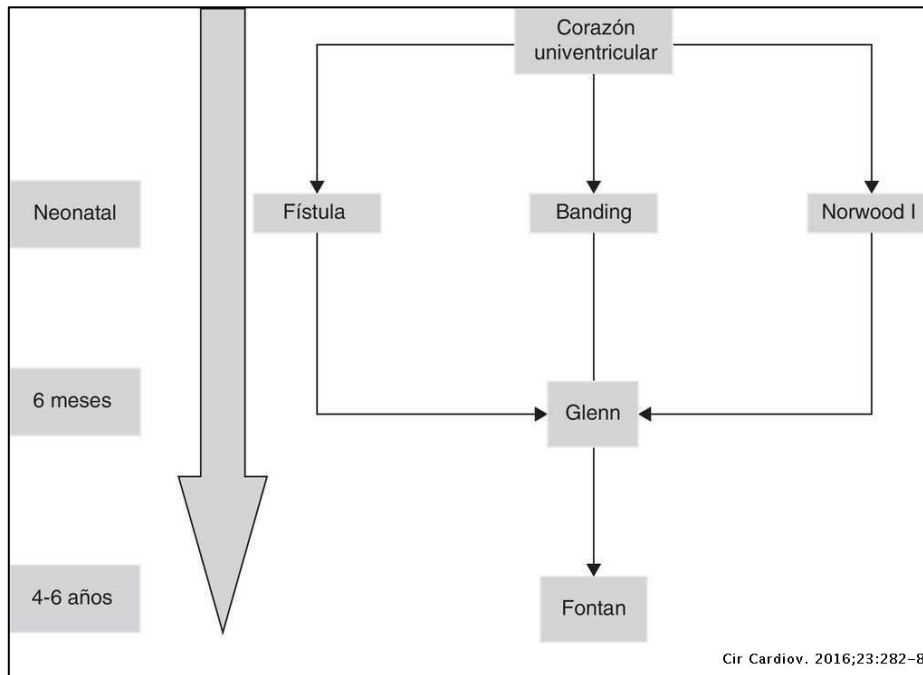 Corazón
univentricular
Neonatal
Fístula
Banding
Norwood I
6 meses
Glenn
4-6 años
Fontan
Cir Cardiov. 2016;23:282-8